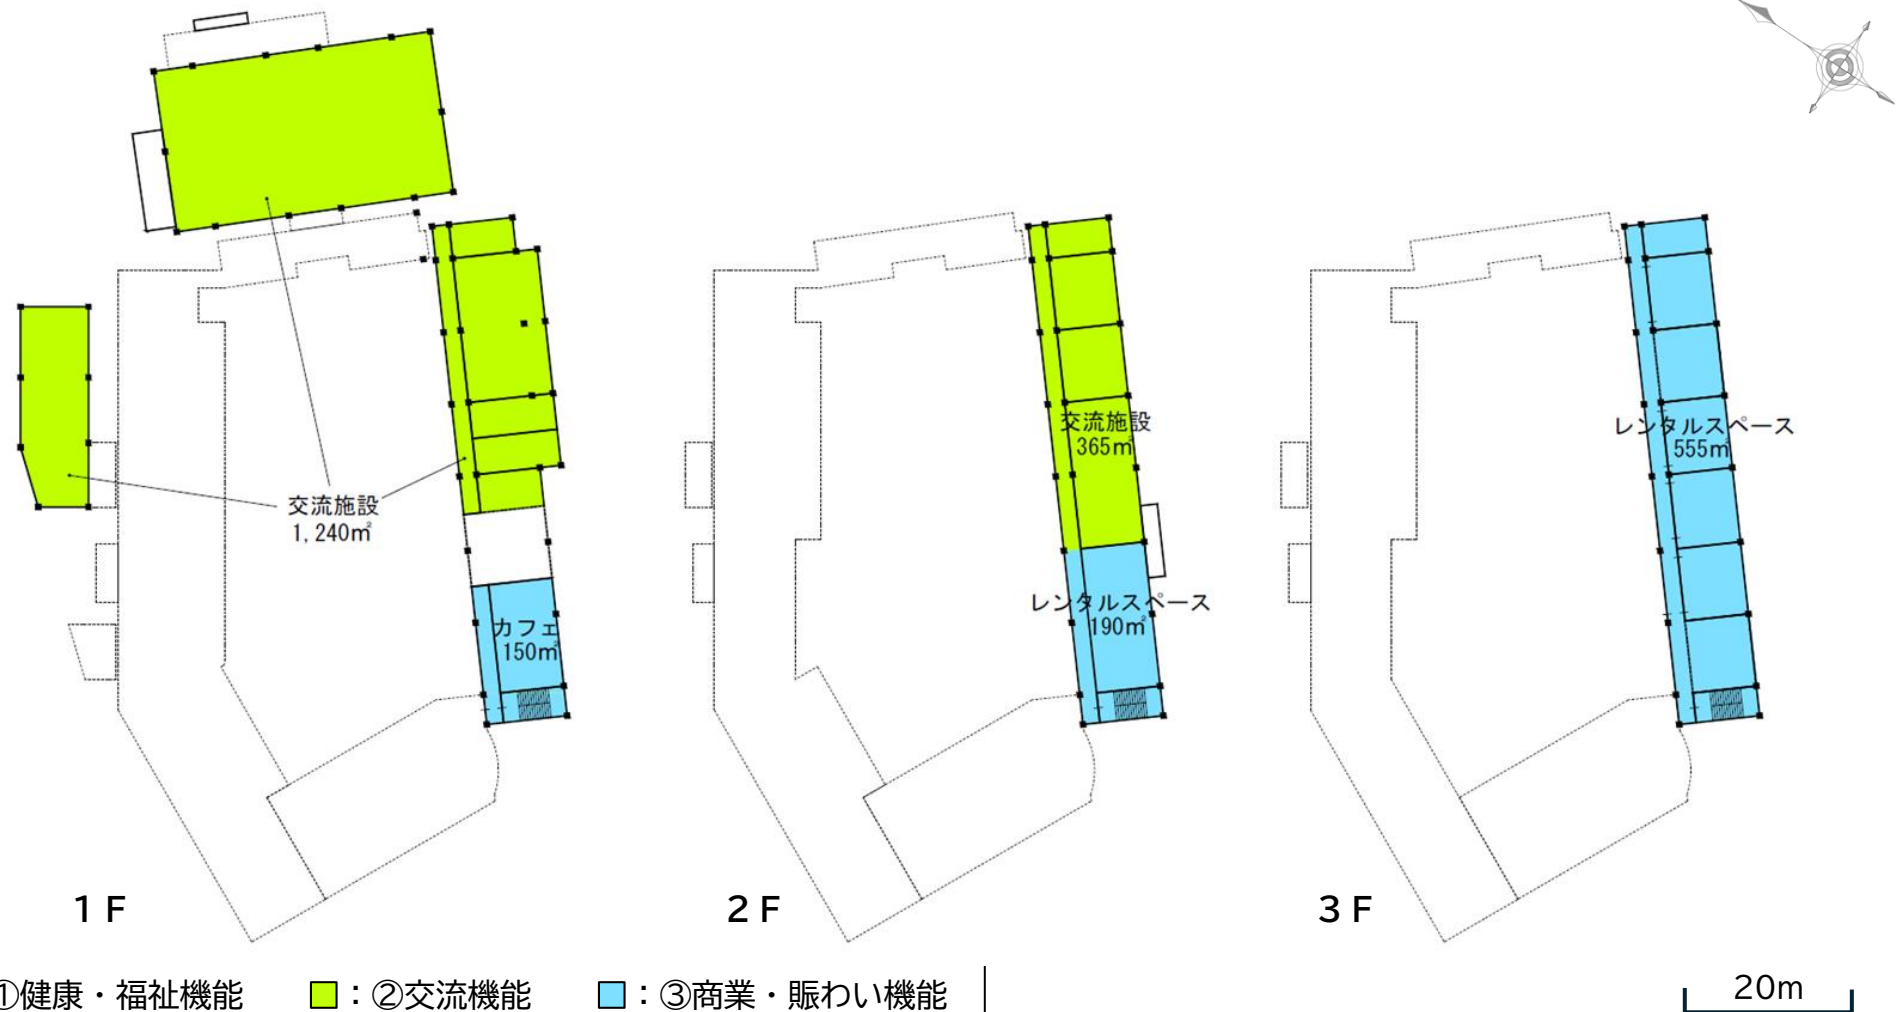 交流施設
1,240㎡
カフェ
150㎡
1F
交流施設
365㎡
レンタルスペース
190㎡
2F
レンタルスペース
555㎡
3F
①健康・福祉機能
：②交流機能
：③商業・賑わい機能
20m